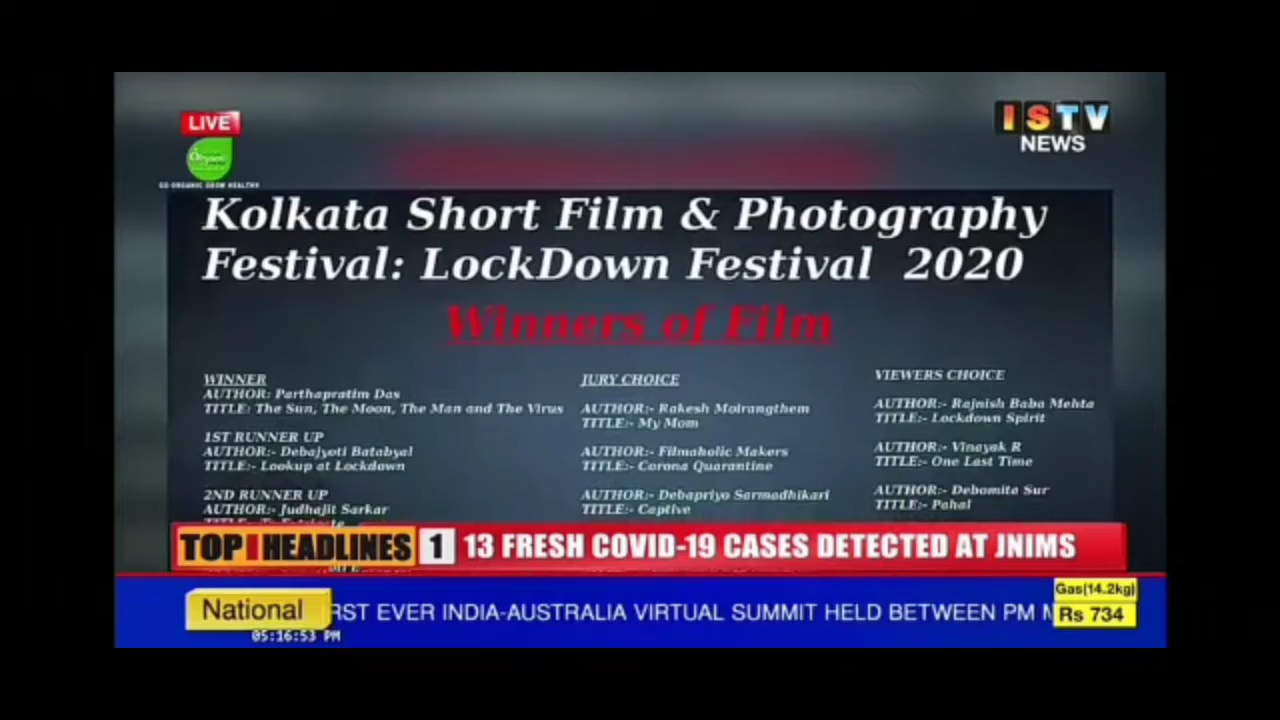 LIVE
GO ORGANIC GROW HEALTHY
ISTV
NEWS
Kolkata Short Film & Photography
Festival: LockDown Festival 2020
Winners of Film
WINNER
AUTHOR: Parthapratim Das
TITLE: The Sun, The Moon, The Man and The Virus
1ST RUNNER UP
AUTHOR:- Debajyoti Batabyal
TITLE:- Lookup at Lockdown
2ND RUNNER UP
AUTHOR:- Judhajit Sarkar
JURY CHOICE
AUTHOR:- Rakesh Moirangthem
TITLE:- My Mom
AUTHOR:- Filmaholic Makers
TITLE:- Corona Quarantine
AUTHOR:- Debapriyo Sarmadhikari
TITLE:- Captive
VIEWERS CHOICE
AUTHOR:- Rajnish Baba Mehta
TITLE:- Lockdown Spirit
AUTHOR:- Vinayak R
TITLE:- One Last Time
AUTHOR:- Debomita Sur
TITLE:- Pahal
TOP HEADLINES 1 13 FRESH COVID-19 CASES DETECTED AT JNIMS
National RST EVER INDIA-AUSTRALIA VIRTUAL SUMMIT HELD BETWEEN PM
Gas(14.2kg)
Rs 734
05:16:53 PM